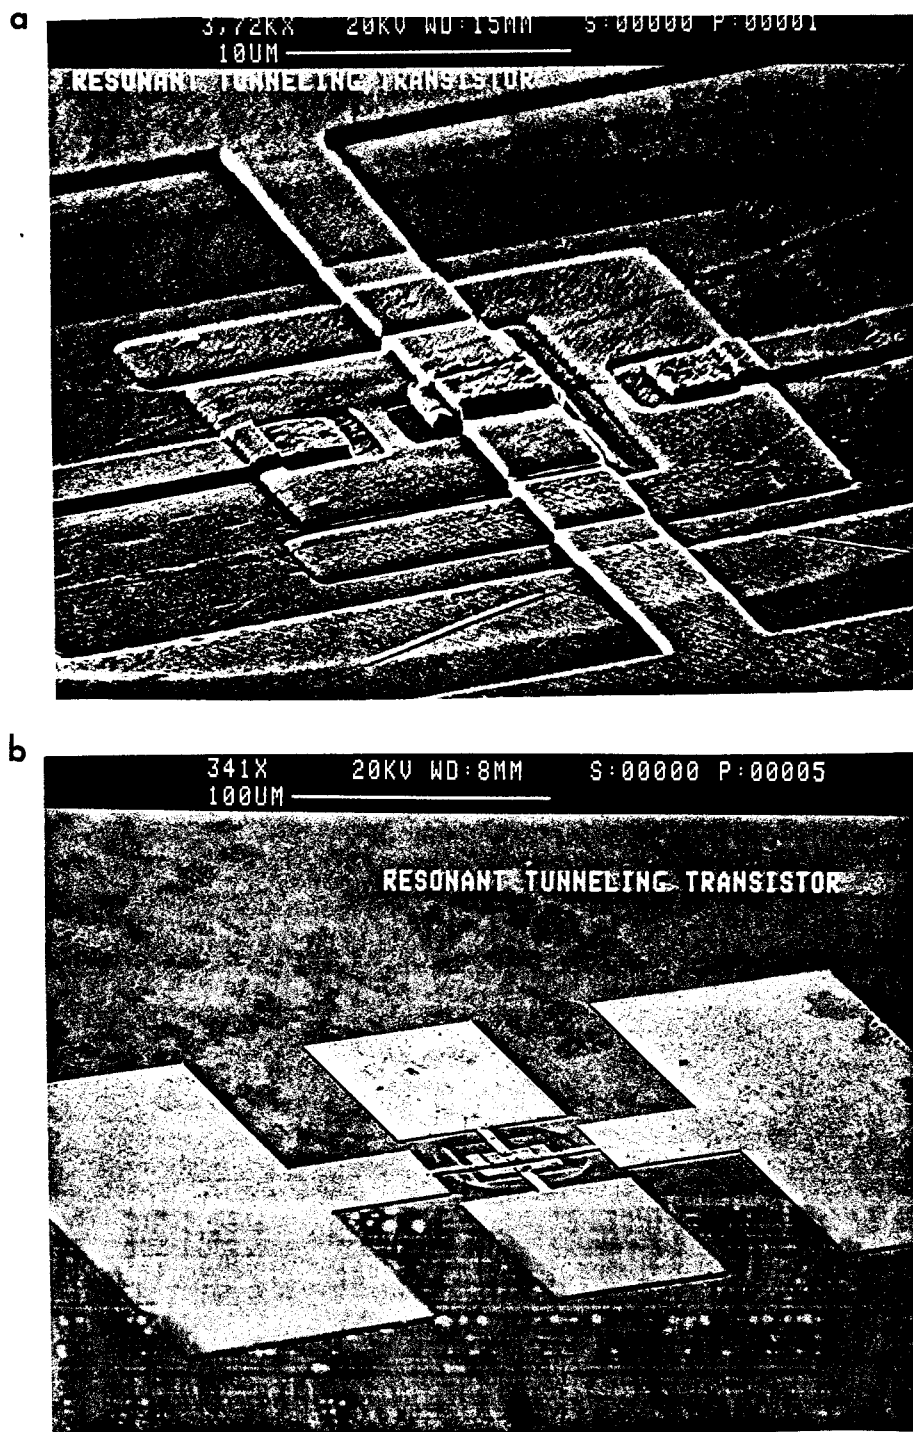 a
3,72KX 20KV WD:15MM S:00000 P:00001
10UM
RESONANT TUNNELING TRANSISTOR
b
341X 20KV WD:8MM S:00000 P:00005
100UM
RESONANT TUNNELING TRANSISTOR